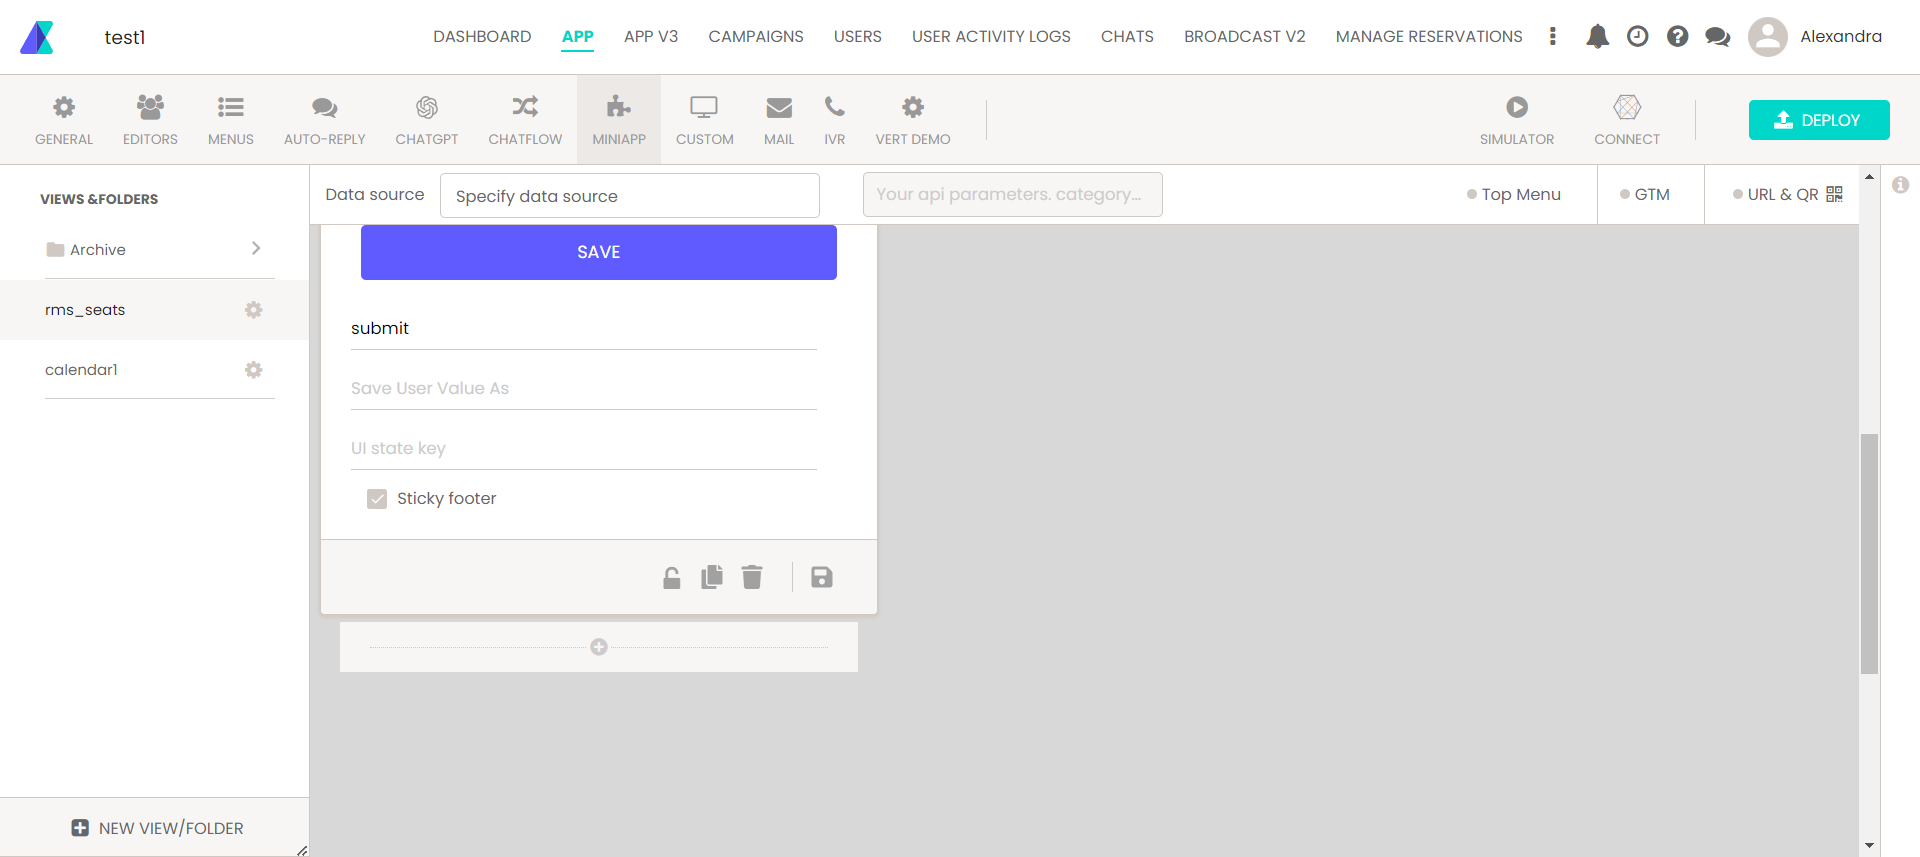 test1
DASHBOARD
APP
APP V3
CAMPAIGNS
USERS
USER ACTIVITY LOGS
CHATS
BROADCAST V2
MANAGE RESERVATIONS
Alexandra
GENERAL
EDITORS
MENUS
AUTO-REPLY
CHATGPT
CHATFLOW
MINIAPP
CUSTOM
MAIL
IVR
VERT DEMO
SIMULATOR
CONNECT
DEPLOY
VIEWS &FOLDERS
Archive
rms_seats
calendar1
NEW VIEW/FOLDER
Data source
Specify data source
Your api parameters. category...
Top Menu
GTM
URL & QR
SAVE
submit
Save User Value As
UI state key
Sticky footer